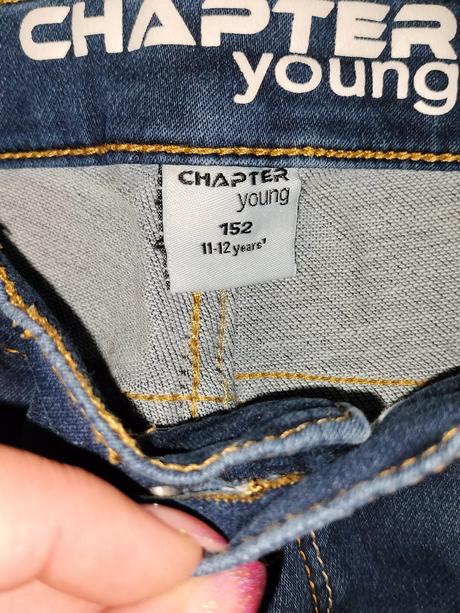 CHAPTER
young
CHAPTER
young
152
11-12 years'